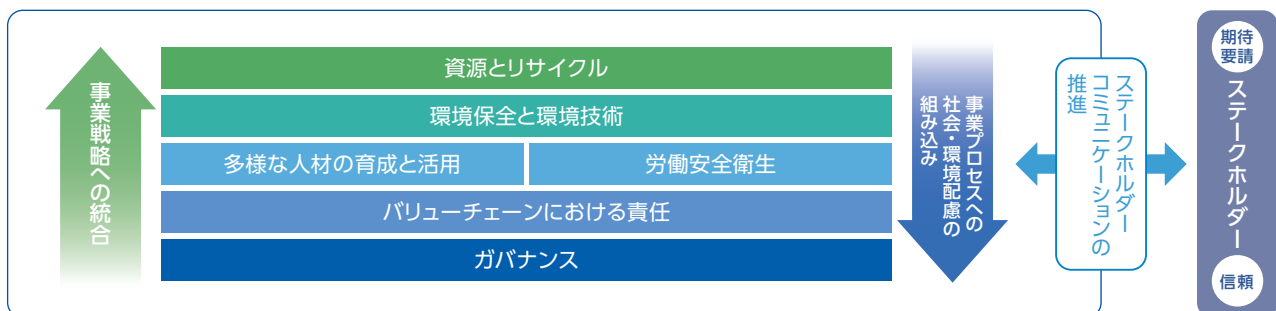 事業戦略への統合
資源とリサイクル
環境保全と環境技術
多様な人材の育成と活用
労働安全衛生
バリューチェーンにおける責任
ガバナンス
事業プロセスへの
社会・環境配慮の
組み込み
ステークホルダー
コミュニケーションの
推進
期待
要請
ステークホルダー
信頼